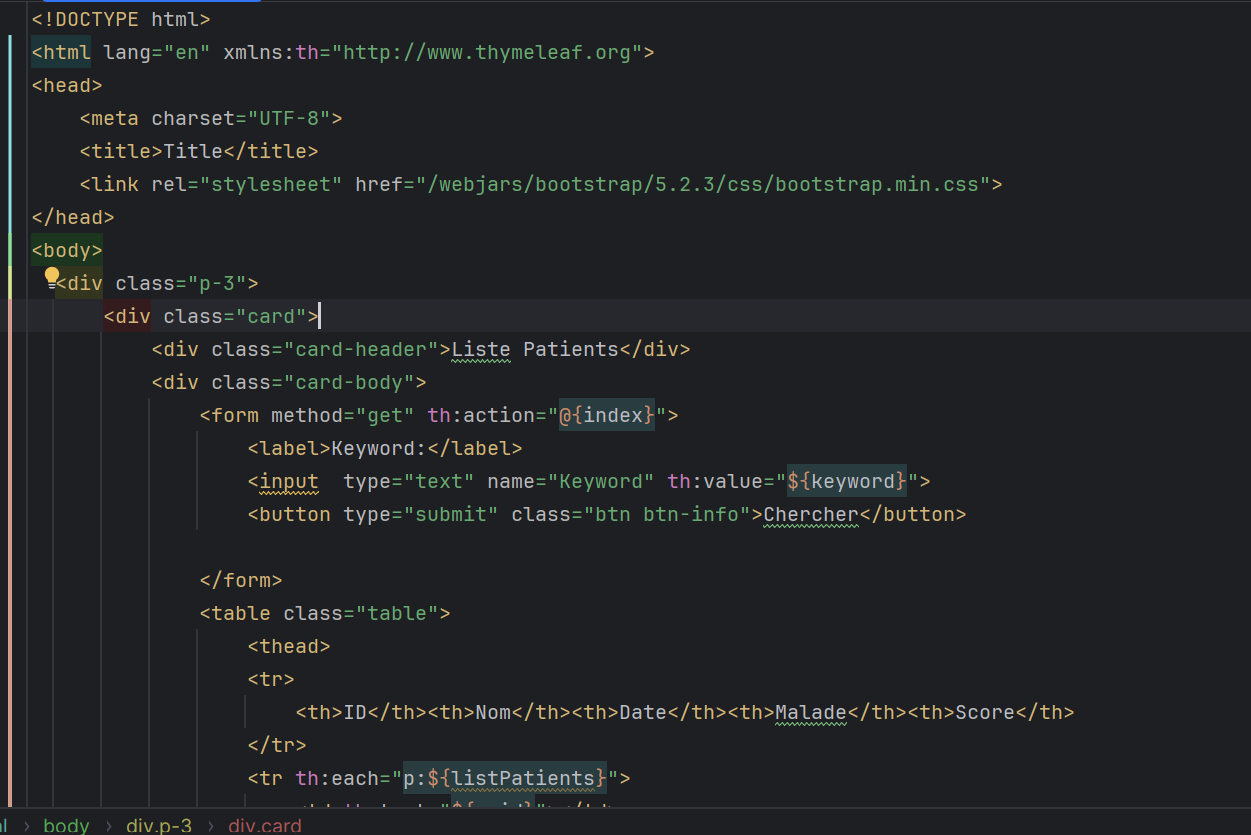 <!DOCTYPE html>
<html lang="en" xmlns:th="http://www.thymeleaf.org">
<head>
    <meta charset="UTF-8">
    <title>Title</title>
    <link rel="stylesheet" href="/webjars/bootstrap/5.2.3/css/bootstrap.min.css">
</head>
<body>
  <div class="p-3">
      <div class="card">
          <div class="card-header">Liste Patients</div>
          <div class="card-body">
              <form method="get" th:action="@{index}">
                  <label>Keyword:</label>
                  <input  type="text" name="Keyword" th:value="${keyword}">
                  <button type="submit" class="btn btn-info">Chercher</button>

              </form>
              <table class="table">
                  <thead>
                  <tr>
                      <th>ID</th><th>Nom</th><th>Date</th><th>Malade</th><th>Score</th>
                  </tr>
                  <tr th:each="p:${listPatients}">
body › div.p-3 › div.card